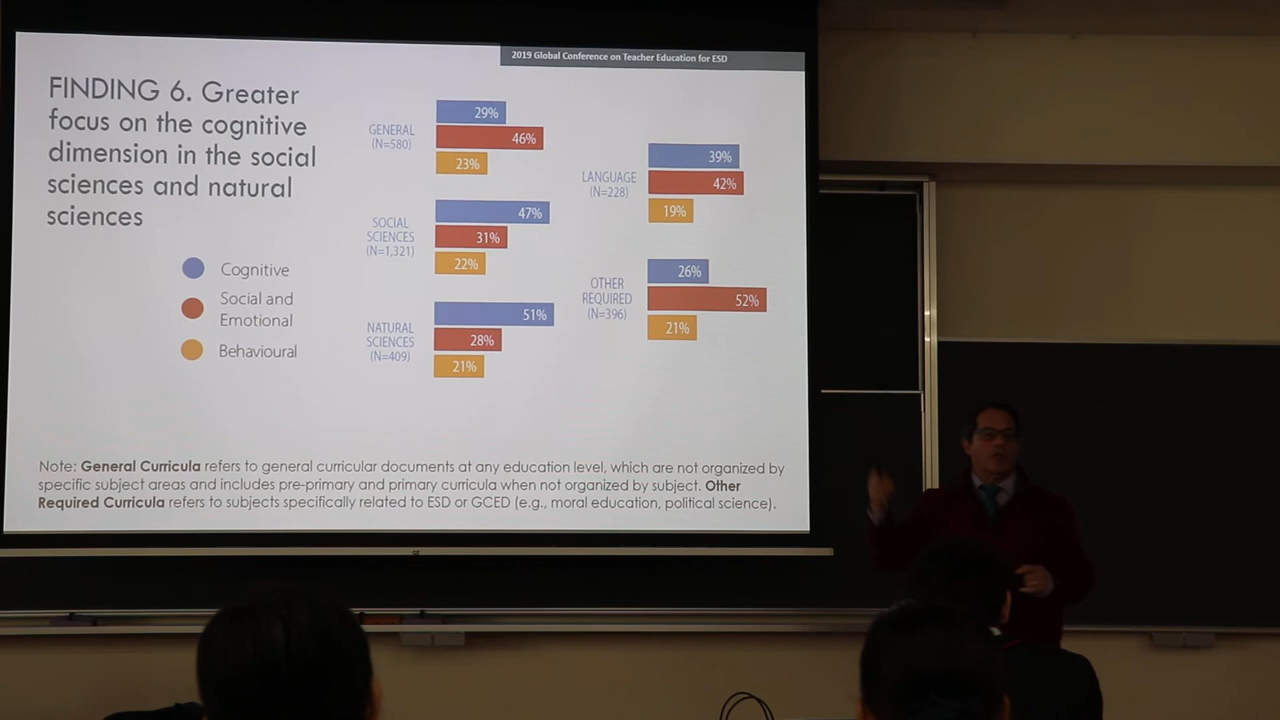 2019 Global Conference on Teacher Education for ESD
FINDING 6. Greater
focus on the cognitive
dimension in the social
sciences and natural
sciences
Cognitive
Social and
Emotional
Behavioural
GENERAL
(N=580)
29%
46%
23%
SOCIAL
SCIENCES
(N=1,321)
47%
31%
22%
NATURAL
SCIENCES
(N=409)
51%
28%
21%
LANGUAGE
(N=228)
39%
42%
19%
OTHER
REQUIRED
(N=396)
26%
52%
21%
Note: General Curricula refers to general curricular documents at any education level, which are not organized by
specific subject areas and includes pre-primary and primary curricula when not organized by subject. Other
Required Curricula refers to subjects specifically related to ESD or GCED (e.g., moral education, political science).